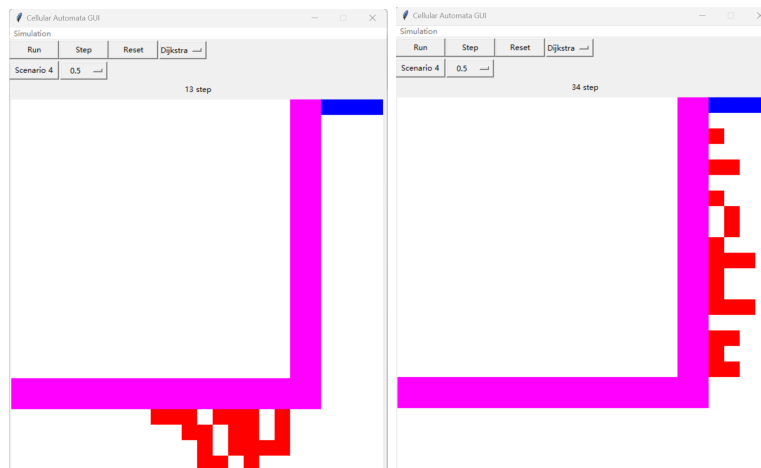 Cellular Automata GUI
Simulation
Run Step Reset Dijkstra
Scenario 4 0.5
13 step
Cellular Automata GUI
Simulation
Run Step Reset Dijkstra
Scenario 4 0.5
34 step